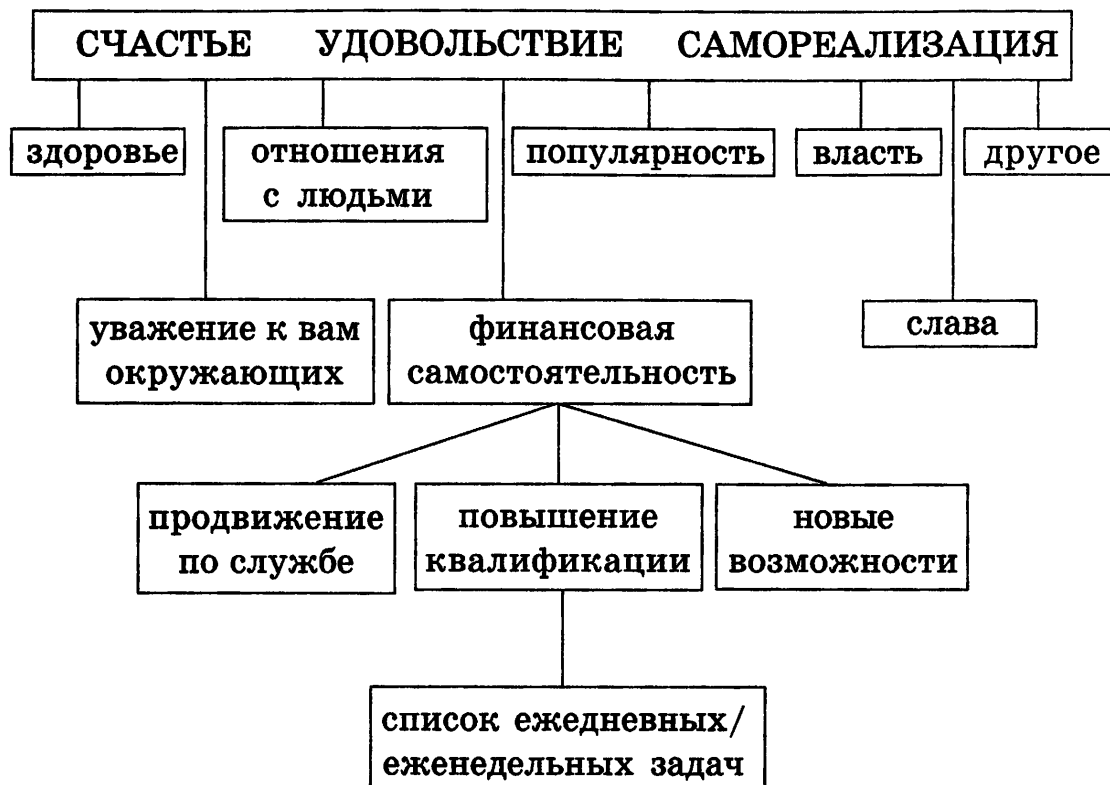 СЧАСТЬЕ УДОВОЛЬСТВИЕ САМОРЕАЛИЗАЦИЯ
здоровье
отношения
с людьми
популярность
власть
другое
уважение к вам
окружающих
финансовая
самостоятельность
слава
продвижение
по службе
повышение
квалификации
новые
возможности
список ежедневных/
еженедельных задач